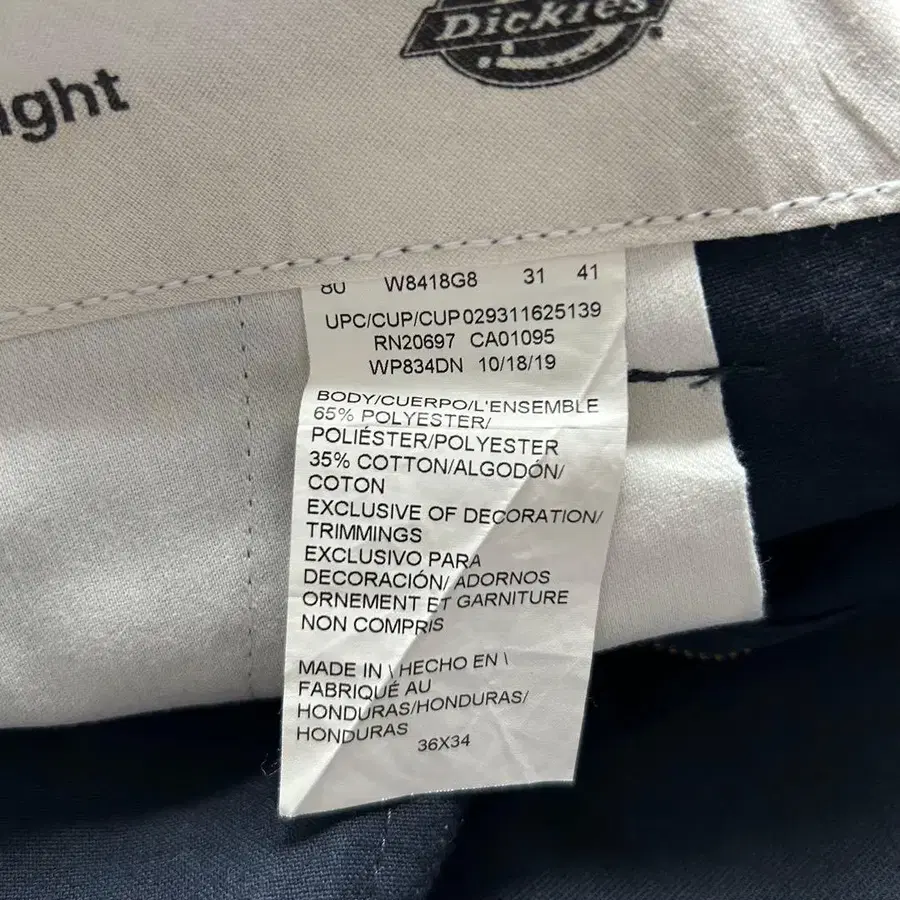 Dickies
ight
80 W8418G8 31 41
UPC/CUP/CUP029311625139
RN20697 CA01095
WP834DN 10/18/19
BODY/CUERPO/L'ENSEMBLE
65% POLYESTER/
POLIÉSTER/POLYESTER
35% COTTON/ALGODÓN/
COTON
EXCLUSIVE OF DECORATION/
TRIMMINGS
EXCLUSIVO PARA
DECORACIÓN/ ADORNOS
ORNEMENT ET GARNITURE
NON COMPRIS
MADE IN \ HECHO EN \
FABRIQUÉ AU
HONDURAS/HONDURAS/
HONDURAS
36X34